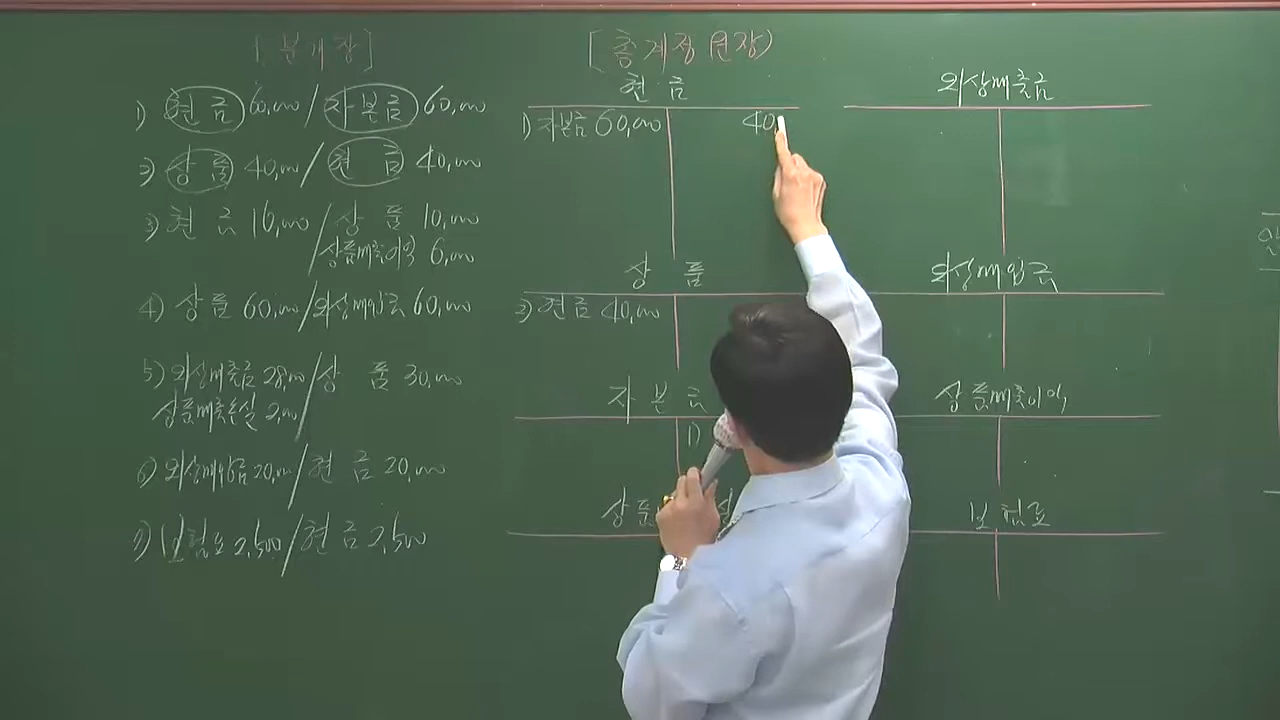 [분개장]
1) 현금 60,000 / 자본금 60,000
2) 상품 40,000 / 현금 40,000
3) 현금 16,000 / 상품 10,000
상품매출이익 6,000
4) 상품 60,000 / 외상매입금 60,000
5) 외상매출금 28,000 / 상품 30,000
상품매출손실 2,000
6) 외상매입금 20,000 / 현금 20,000
7) 보험료 2,500 / 현금 2,500
[총계정원장]
현금
1) 자본금 60,000
40,
외상매출금
상품
2) 현금 40,000
외상매입금
자본금
1)
상품매출이익
상품
보험료